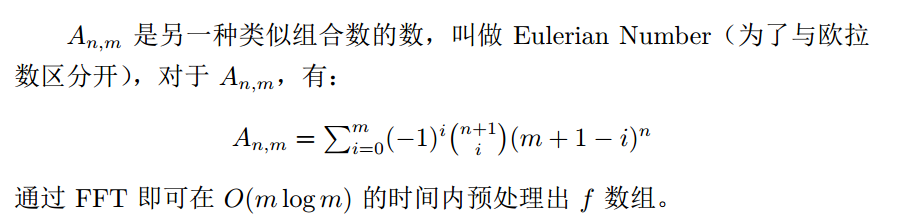 A_{n,m} 是另一种类似组合数的数，叫做 Eulerian Number（为了与欧拉
数区分开），对于 A_{n,m}，有：
A_{n,m} = ∑_{i=0}^{m}(−1)^i\binom{n+1}{i}(m + 1 − i)^n
通过 FFT 即可在 O(m log m) 的时间内预处理出 f 数组。